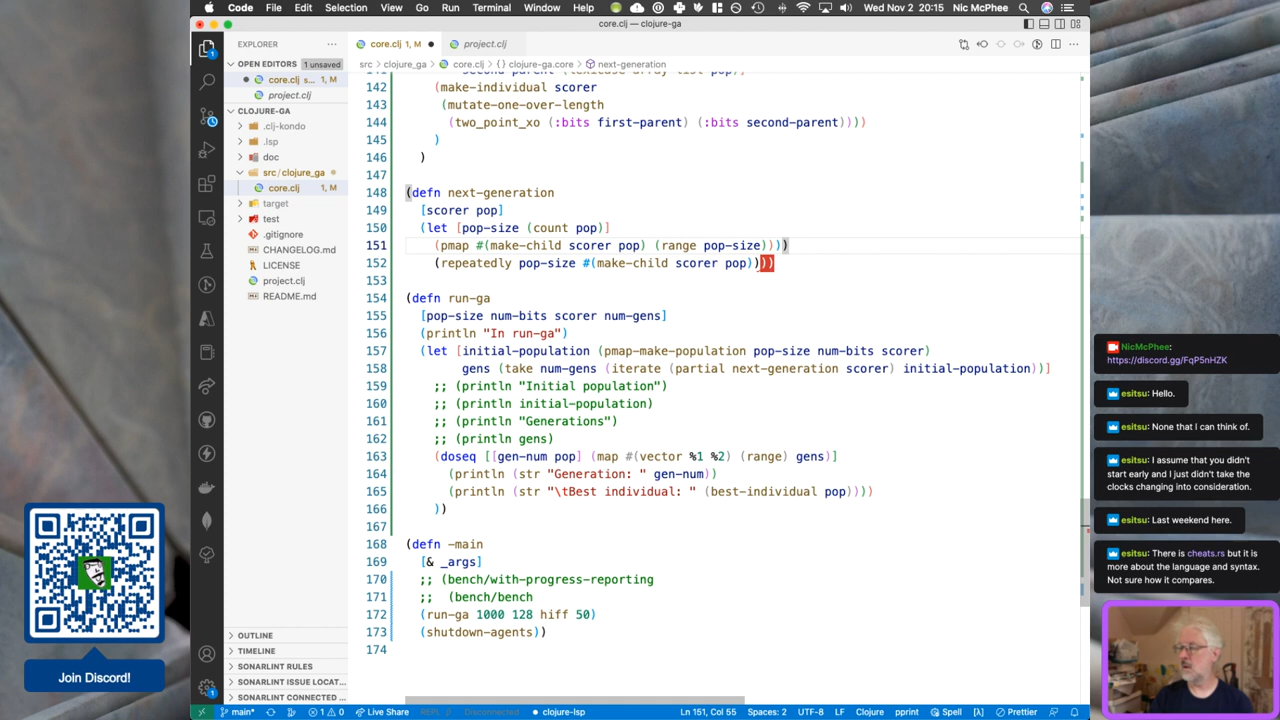 Code File Edit Selection View Go Run Terminal Window Help Wed Nov 2 20:15 Nic McPhee
core.clj — clojure-ga
EXPLORER
core.clj 1, M
project.clj
OPEN EDITORS 1 unsaved
core.clj s... 1, M
project.clj
CLOJURE-GA
.clj-kondo
.lsp
doc
src/clojure_ga
core.clj 1, M
target
test
.gitignore
CHANGELOG.md
LICENSE
project.clj
README.md
OUTLINE
TIMELINE
SONARLINT RULES
SONARLINT ISSUE LOCAT...
SONARLINT CONNECTED ...
src > clojure_ga > core.clj > {} clojure-ga.core > next-generation
142 (make-individual scorer
143 (mutate-one-over-length
144 (two_point_xo (:bits first-parent) (:bits second-parent))))
145 )
146 )
147
148 (defn next-generation
149 [scorer pop]
150 (let [pop-size (count pop)]
151 (pmap #(make-child scorer pop) (range pop-size))))
152 (repeatedly pop-size #(make-child scorer pop))))
153
154 (defn run-ga
155 [pop-size num-bits scorer num-gens]
156 (println "In run-ga")
157 (let [initial-population (pmap-make-population pop-size num-bits scorer)
158 gens (take num-gens (iterate (partial next-generation scorer) initial-population))]
159 ;; (println "Initial population")
160 ;; (println initial-population)
161 ;; (println "Generations")
162 ;; (println gens)
163 (doseq [[gen-num pop] (map #(vector %1 %2) (range) gens)]
164 (println (str "Generation: " gen-num))
165 (println (str "\tBest individual: " (best-individual pop))))
166 ))
167
168 (defn -main
169 [& _args]
170 ;; (bench/with-progress-reporting
171 ;; (bench/bench
172 (run-ga 1000 128 hiff 50)
173 (shutdown-agents))
174
main* 1 0 Live Share REPL Disconnected clojure-lsp Ln 151, Col 55 Spaces: 2 UTF-8 LF Clojure pprint Spell [λ] Prettier
Join Discord!
NicMcPhee:
https://discord.gg/FqP5nHZK
esitsu: Hello.
esitsu: None that I can think of.
esitsu: I assume that you didn't
start early and I just didn't take the
clocks changing into consideration.
esitsu: Last weekend here.
esitsu: There is cheats.rs but it is
more about the language and syntax.
Not sure how it compares.